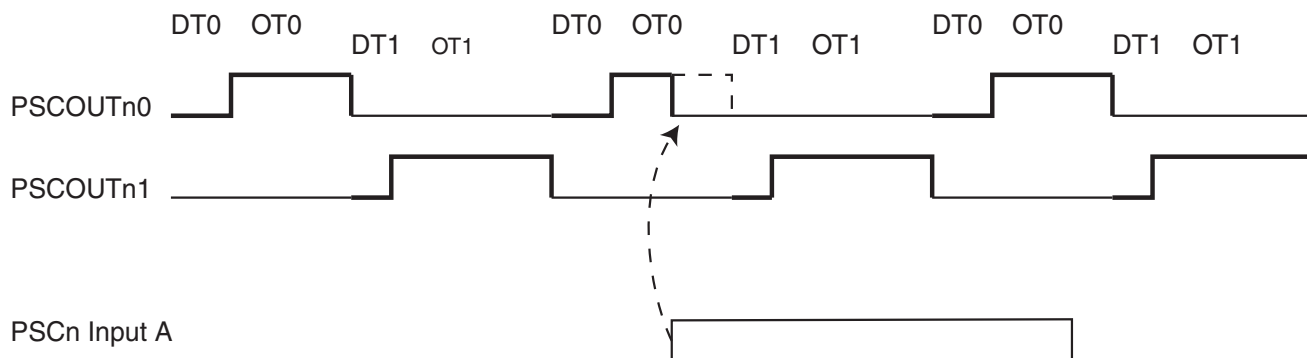 DT0 OT0 DT0 OT0 DT0 OT0
DT1 OT1 DT1 OT1 DT1 OT1
PSCOUTn0
PSCOUTn1
PSCn Input A